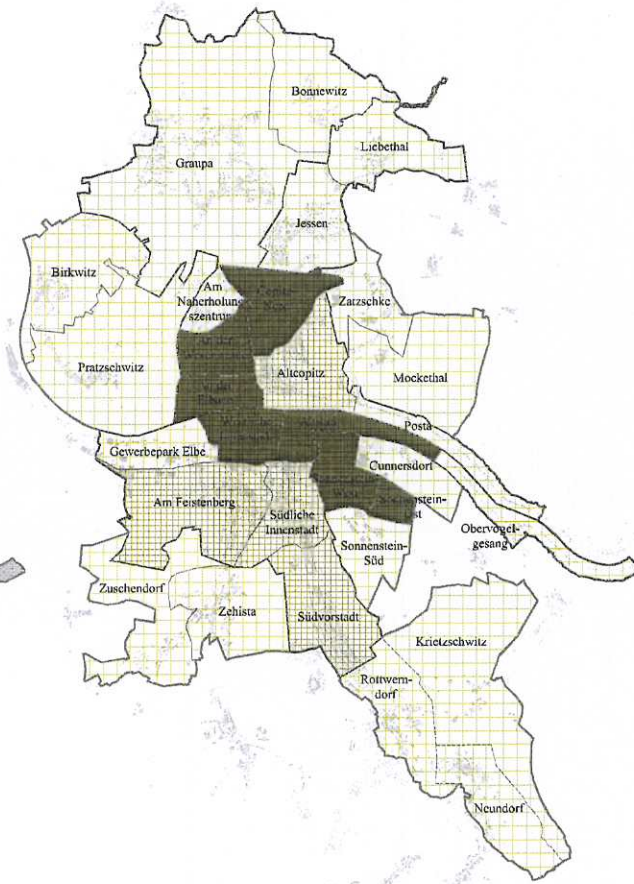 Bonnewitz
Liebethal
Graupa
Jessen
Birkwitz
Am
Naherholung
szentrum
Zatzschke
Pratzschwitz
Altcopitz
Mockethal
Posta
Gewerbepark Elbe
Cunnersdorf
Am Feistenberg
Südliche
Innenstadt
Obervogel-
gesang
Sonnenstein-
Süd
Zuschendorf
Zehista
Südvorstadt
Krietzschwitz
Rottwern-
dorf
Neundorf